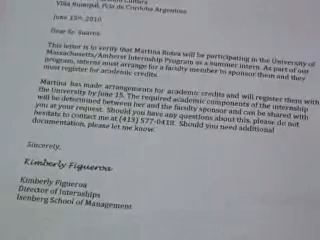 Villa Rumipal, Pcia de Cordoba Argentina
June 15th, 2010
Dear Sr. Suarez,
This letter is to verify that Martina Botea will be participating in the University of
Massachusetts/Amherst Internship Program as a summer intern. As part of our
program, interns must arrange for a faculty member to sponsor them and they
must register for academic credits.
Martina has made arrangements for academic credits and will register them with
the University by June 15. The required academic components of the internship
will be determined between her and the faculty sponsor and can be shared with
you at your request. Should you have any questions about this, please do not
hesitate to contact me at (413) 577-0418. Should you need additional
documentation, please let me know.
Sincerely,
Kimberly Figueroa
Kimberly Figueroa
Director of Internships
Isenberg School of Management